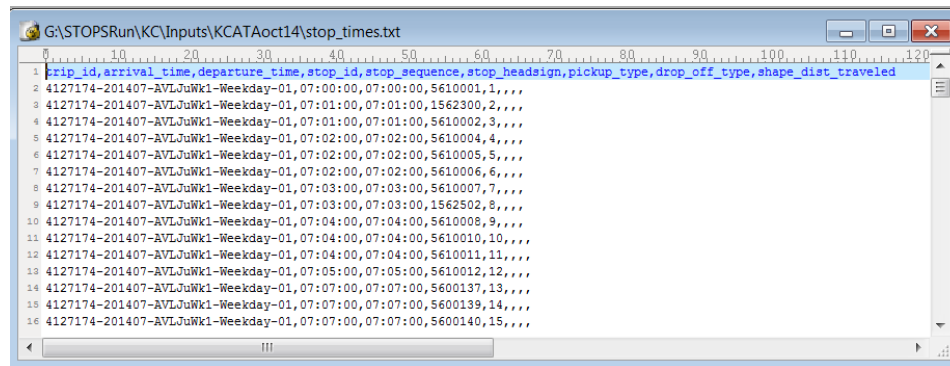 G:\STOPSRun\KC\Inputs\KCATAoct14\stop_times.txt
0 10 20 30 40 50 60 70 80 90 100 110 120
1 trip_id,arrival_time,departure_time,stop_id,stop_sequence,stop_headsign,pickup_type,drop_off_type,shape_dist_traveled
2 4127174-201407-AVLJuWk1-Weekday-01,07:00:00,07:00:00,5610001,1,,,,
3 4127174-201407-AVLJuWk1-Weekday-01,07:01:00,07:01:00,1562300,2,,,,
4 4127174-201407-AVLJuWk1-Weekday-01,07:01:00,07:01:00,5610002,3,,,,
5 4127174-201407-AVLJuWk1-Weekday-01,07:02:00,07:02:00,5610004,4,,,,
6 4127174-201407-AVLJuWk1-Weekday-01,07:02:00,07:02:00,5610005,5,,,,
7 4127174-201407-AVLJuWk1-Weekday-01,07:02:00,07:02:00,5610006,6,,,,
8 4127174-201407-AVLJuWk1-Weekday-01,07:03:00,07:03:00,5610007,7,,,,
9 4127174-201407-AVLJuWk1-Weekday-01,07:03:00,07:03:00,1562502,8,,,,
10 4127174-201407-AVLJuWk1-Weekday-01,07:04:00,07:04:00,5610008,9,,,,
11 4127174-201407-AVLJuWk1-Weekday-01,07:04:00,07:04:00,5610010,10,,,,
12 4127174-201407-AVLJuWk1-Weekday-01,07:04:00,07:04:00,5610011,11,,,,
13 4127174-201407-AVLJuWk1-Weekday-01,07:05:00,07:05:00,5610012,12,,,,
14 4127174-201407-AVLJuWk1-Weekday-01,07:07:00,07:07:00,5600137,13,,,,
15 4127174-201407-AVLJuWk1-Weekday-01,07:07:00,07:07:00,5600139,14,,,,
16 4127174-201407-AVLJuWk1-Weekday-01,07:07:00,07:07:00,5600140,15,,,,